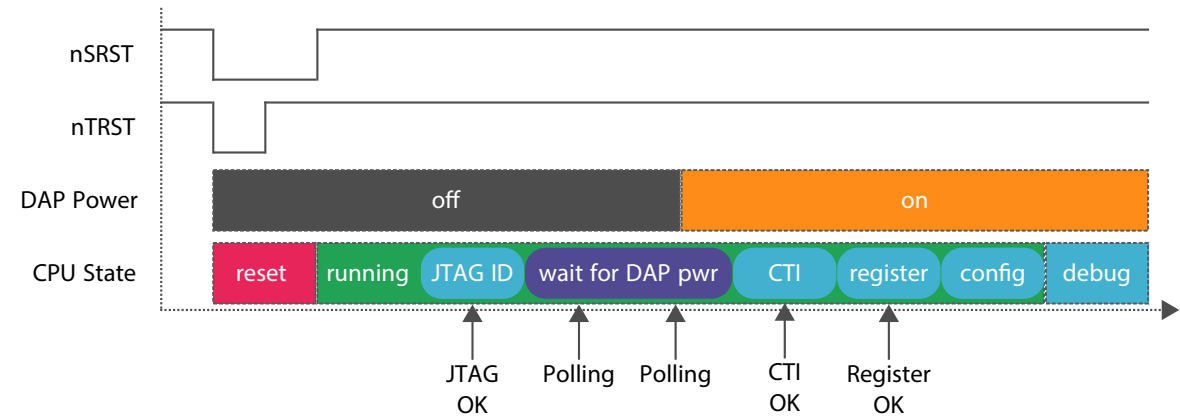 nSRST
nTRST
DAP Power
off
on
CPU State
reset
running
JTAG ID
wait for DAP pwr
CTI
register
config
debug
JTAG
OK
Polling
Polling
CTI
OK
Register
OK